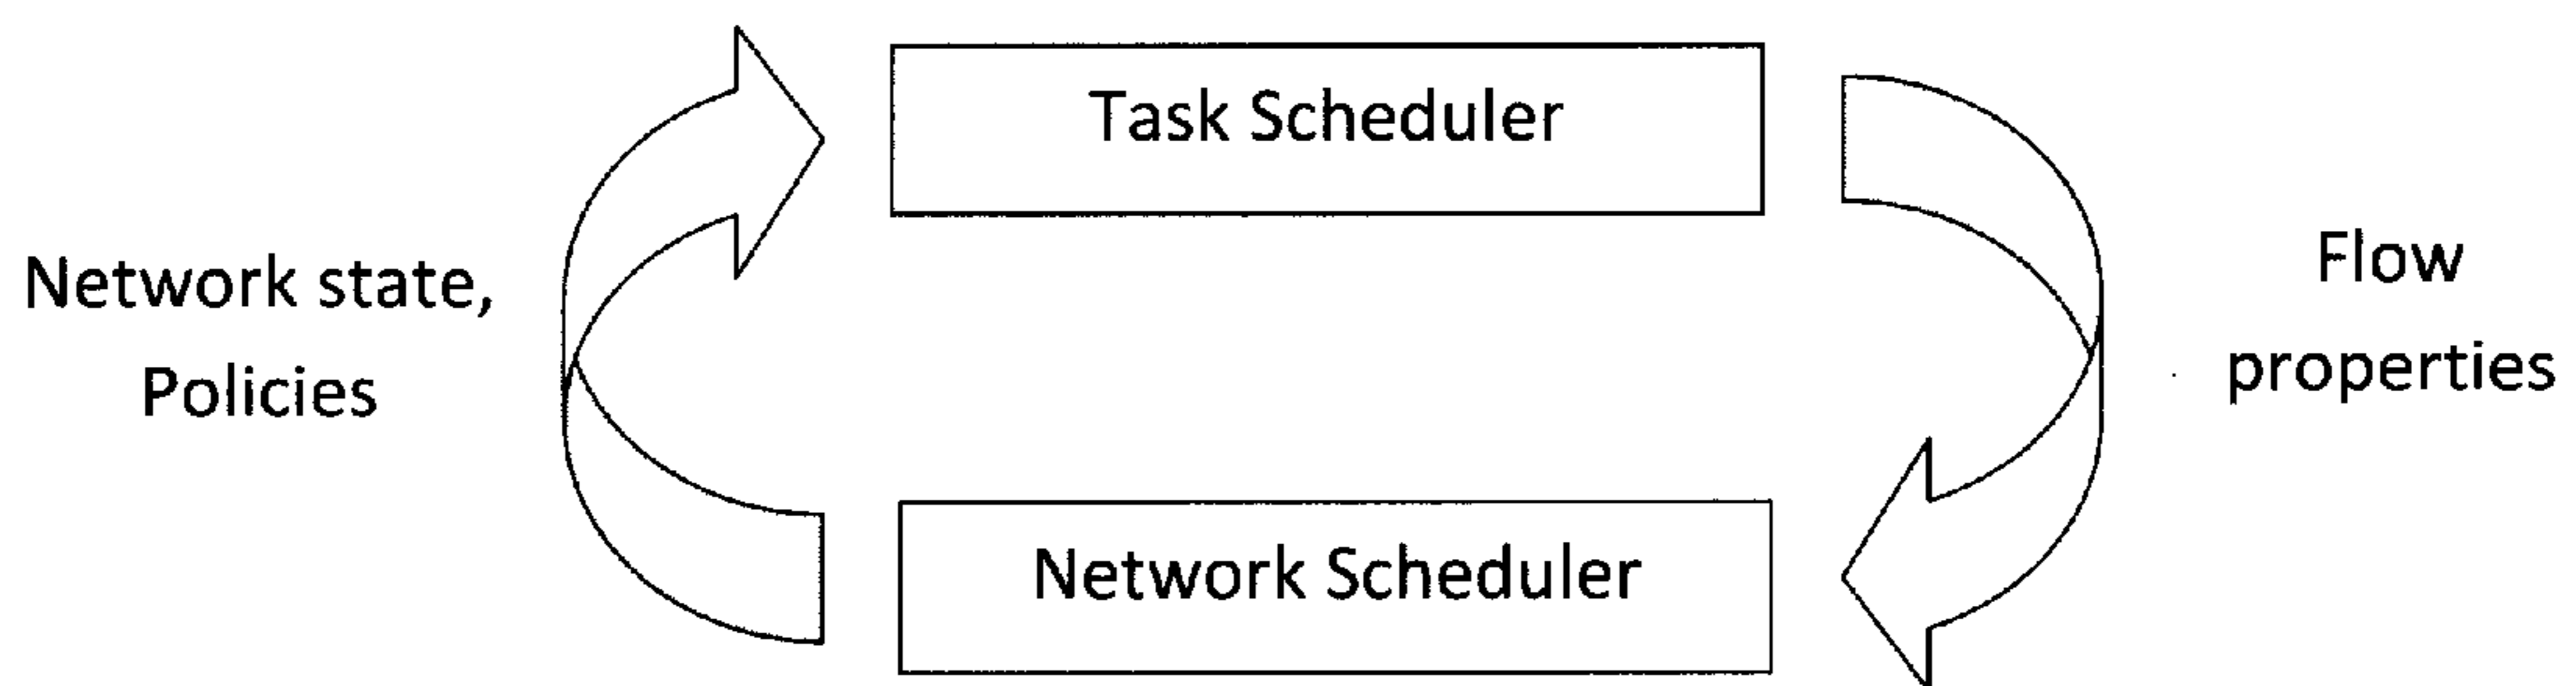 Task Scheduler
Network state,
Policies
Flow
properties
Network Scheduler